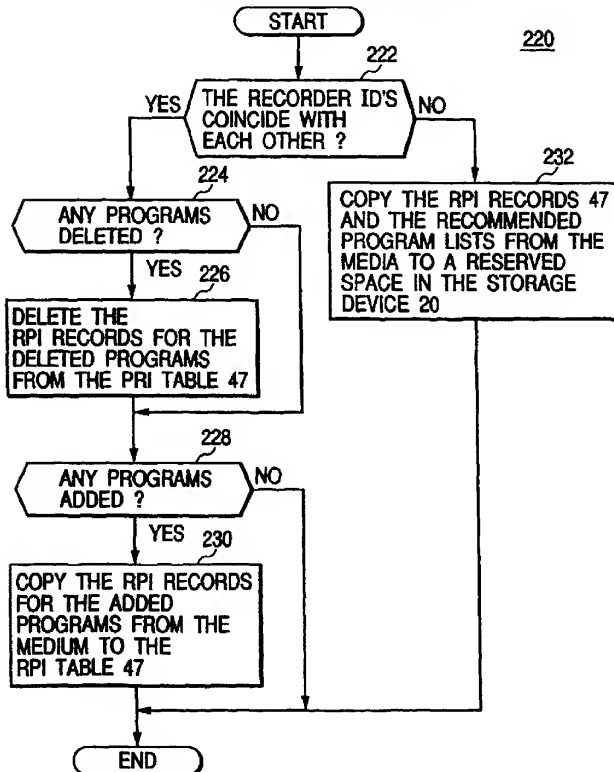 START
220
222
THE RECORDER ID'S
COINCIDE WITH
EACH OTHER ?
YES
NO
224
ANY PROGRAMS
DELETED ?
NO
YES
226
DELETE THE
RPI RECORDS FOR THE
DELETED PROGRAMS
FROM THE PRI TABLE 47
228
ANY PROGRAMS
ADDED ?
NO
YES
230
COPY THE RPI RECORDS
FOR THE ADDED
PROGRAMS FROM THE
MEDIUM TO THE
RPI TABLE 47
232
COPY THE RPI RECORDS 47
AND THE RECOMMENDED
PROGRAM LISTS FROM THE
MEDIA TO A RESERVED
SPACE IN THE STORAGE
DEVICE 20
END